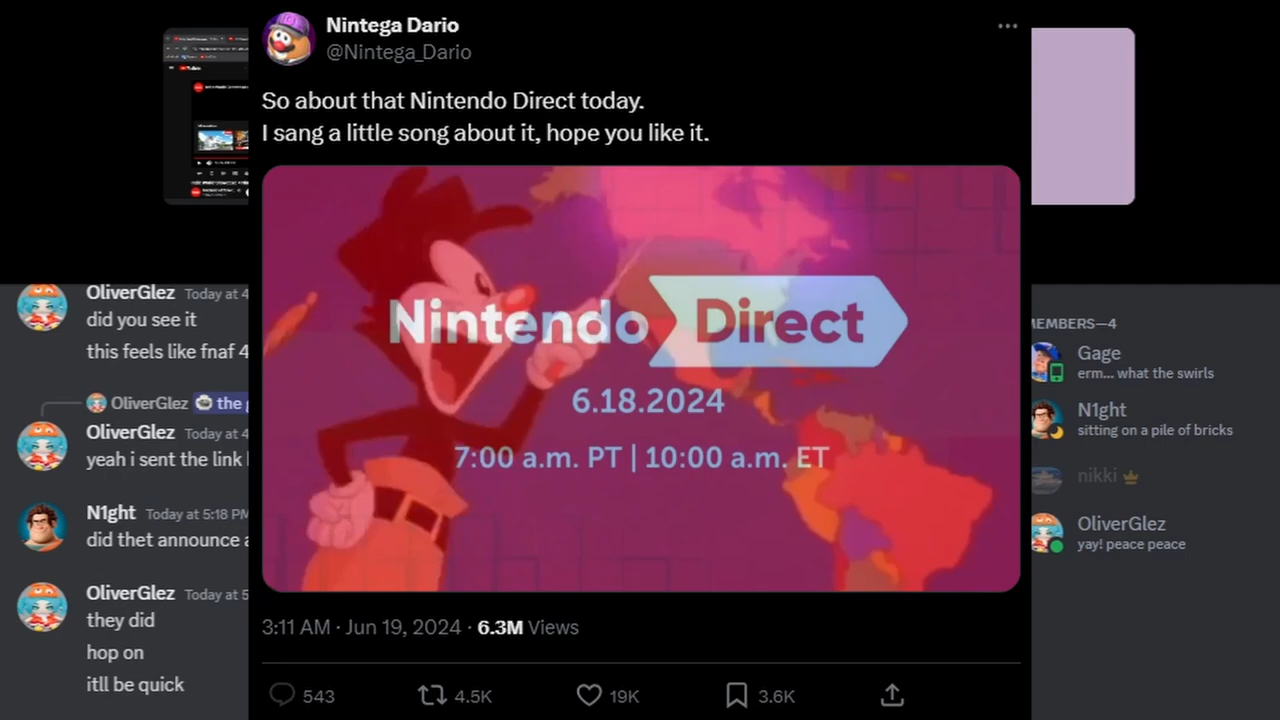 Nintega Dario
@Nintega_Dario
So about that Nintendo Direct today.
I sang a little song about it, hope you like it.
Nintendo Direct
6.18.2024
7:00 a.m. PT | 10:00 a.m. ET
3:11 AM · Jun 19, 2024 · 6.3M Views
543 4.5K 19K 3.6K
OliverGlez Today at 4
did you see it
this feels like fnaf 4
OliverGlez the
OliverGlez Today at 4
yeah i sent the link
N1ght Today at 5:18 PM
did thet announce
OliverGlez Today at 5
they did
hop on
itll be quick
EMBERS—4
Gage
erm... what the swirls
N1ght
sitting on a pile of bricks
nikki
OliverGlez
yay! peace peace